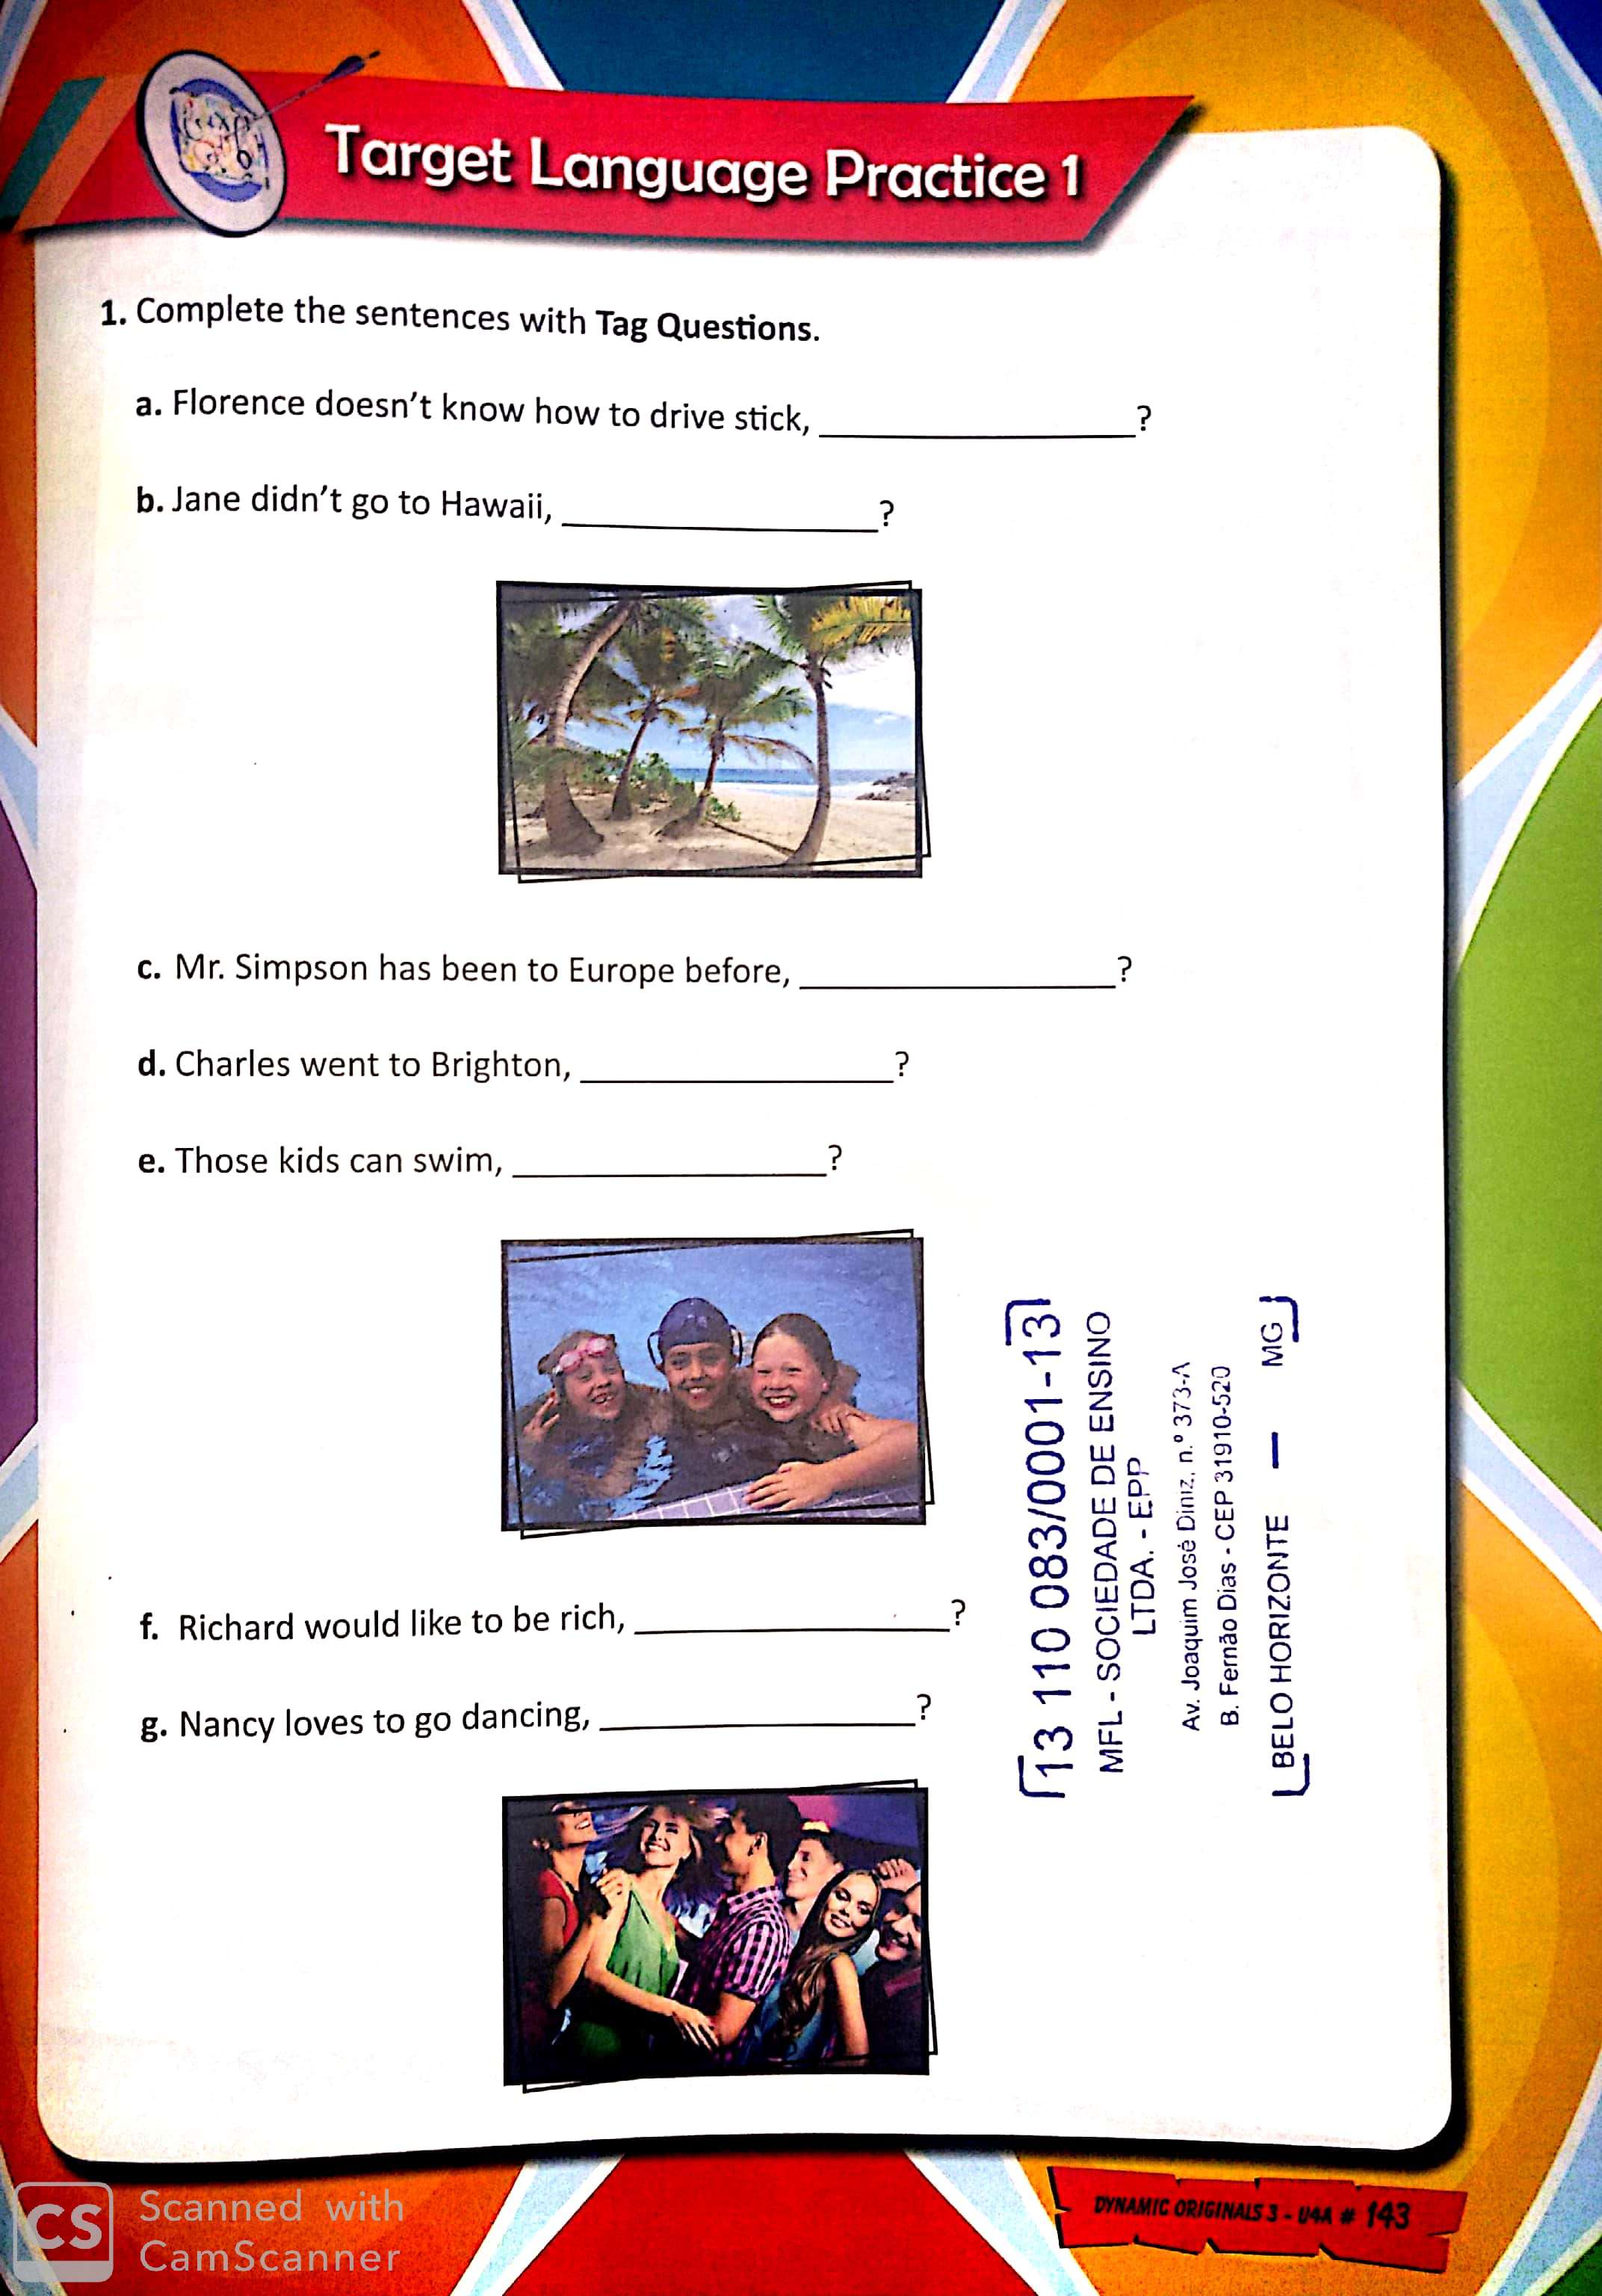 Target Language Practice 1
1. Complete the sentences with Tag Questions.
a. Florence doesn't know how to drive stick, ________________?
b. Jane didn't go to Hawaii, ________________?
c. Mr. Simpson has been to Europe before, ________________?
d. Charles went to Brighton, ________________?
e. Those kids can swim, ________________?
f. Richard would like to be rich, ________________?
g. Nancy loves to go dancing, ________________?
13 110 083/0001-13
MFL - SOCIEDADE DE ENSINO
LTDA. - EPP
Av. Joaquim José Diniz, n.º 373-A
B. Fernão Dias - CEP 31910-520
BELO HORIZONTE — MG
DYNAMIC ORIGINALS 3 - U4A # 143
CS
Scanned with
CamScanner